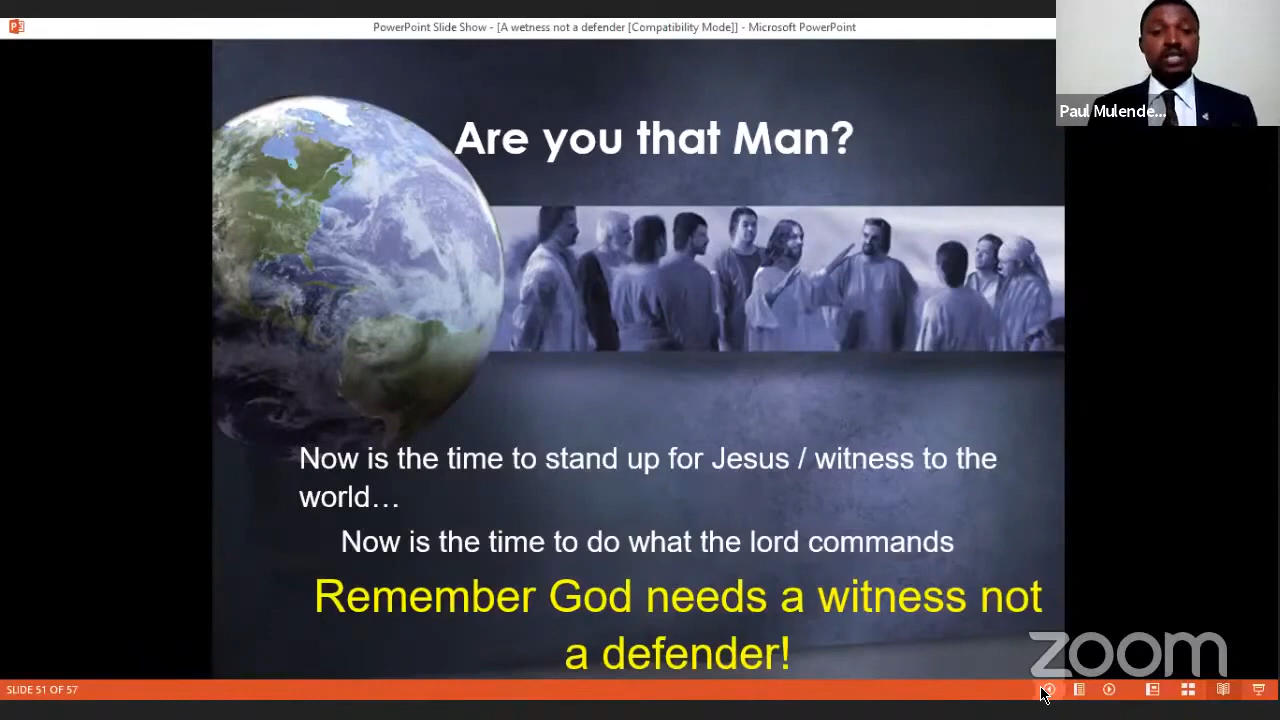 PowerPoint Slide Show - [A wetness not a defender [Compatibility Mode]] - Microsoft PowerPoint
Paul Mulende...
Are you that Man?
Now is the time to stand up for Jesus / witness to the
world…
Now is the time to do what the lord commands
Remember God needs a witness not
a defender!
zoom
SLIDE 51 OF 57